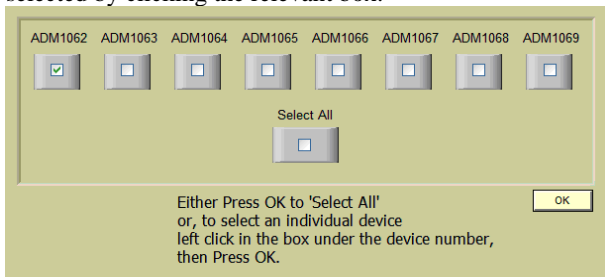 selected by clicking the relevant box.
ADM1062 ADM1063 ADM1064 ADM1065 ADM1066 ADM1067 ADM1068 ADM1069
Select All
Either Press OK to 'Select All'
or, to select an individual device
left click in the box under the device number,
then Press OK.
OK